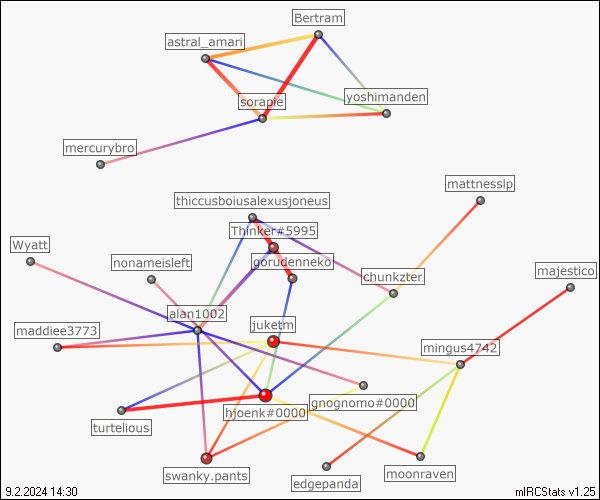 Bertram
astral_amari
yoshimanden
sorapie
mercurybro
mattnesslp
thiccusboiusalexusjoneus
Thinker#5995
Wyatt
nonameisleft
gorudenneko
chunkzter
majestico
alan1002
maddiee3773
juketm
mingus4742
turtelious
hjoenk#0000
gnognomo#0000
swanky.pants
edgepanda
moonraven
9.2.2024 14:30
mIRCStats v1.25